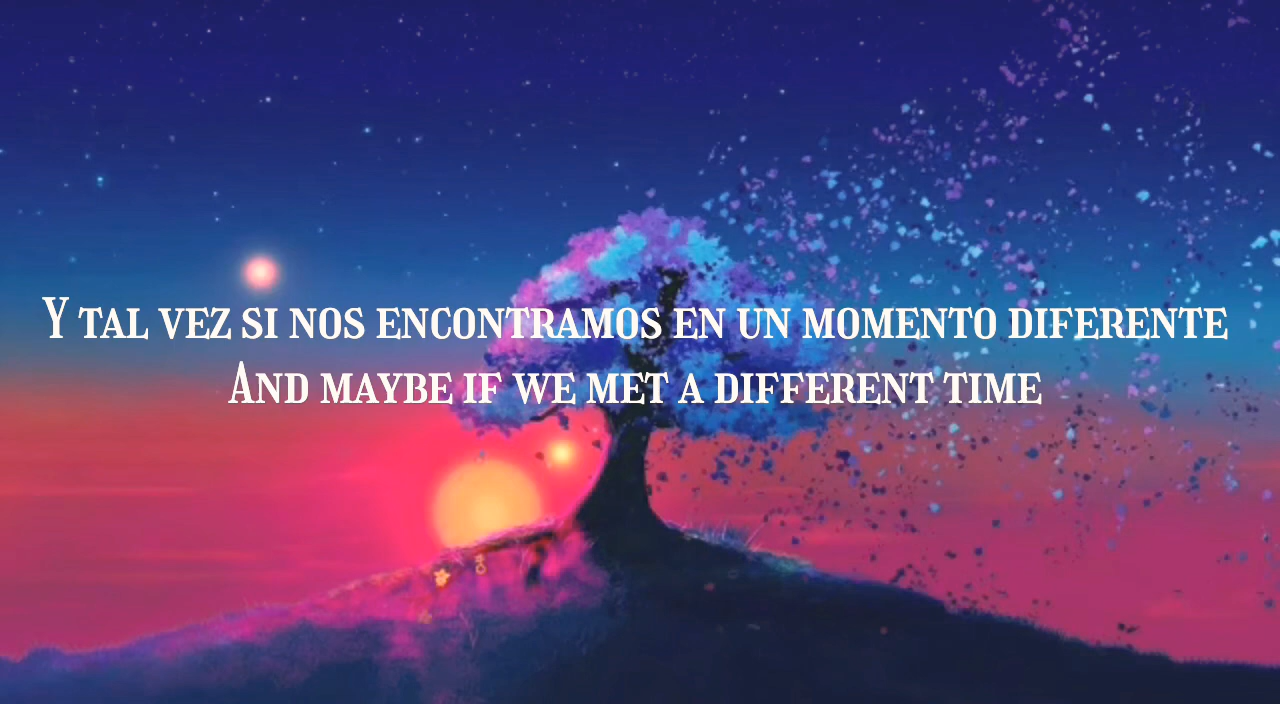 Y tal vez si nos encontramos en un momento diferente
And maybe if we met a different time